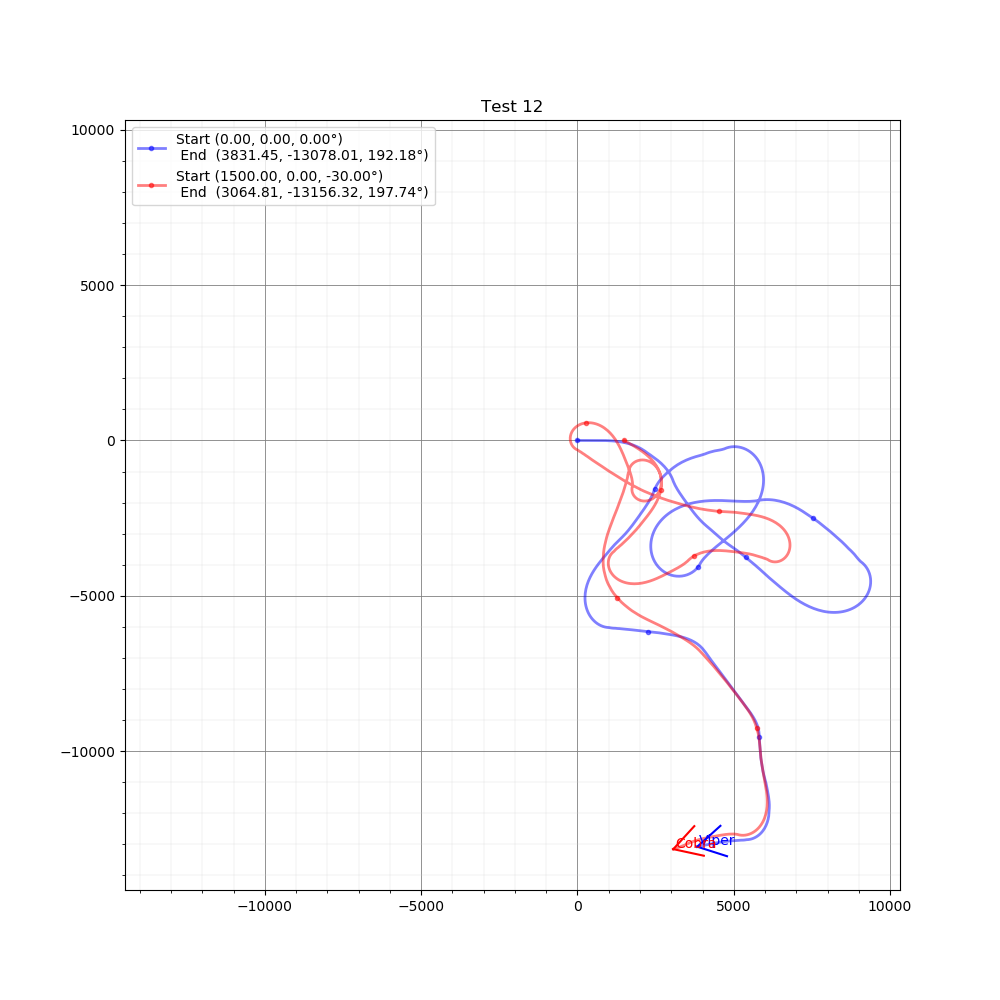 Test 12
Start (0.00, 0.00, 0.00°)
End (3831.45, -13078.01, 192.18°)
Start (1500.00, 0.00, -30.00°)
End (3064.81, -13156.32, 197.74°)
10000
5000
0
−5000
−10000
Cobra Viper
−10000 −5000 0 5000 10000